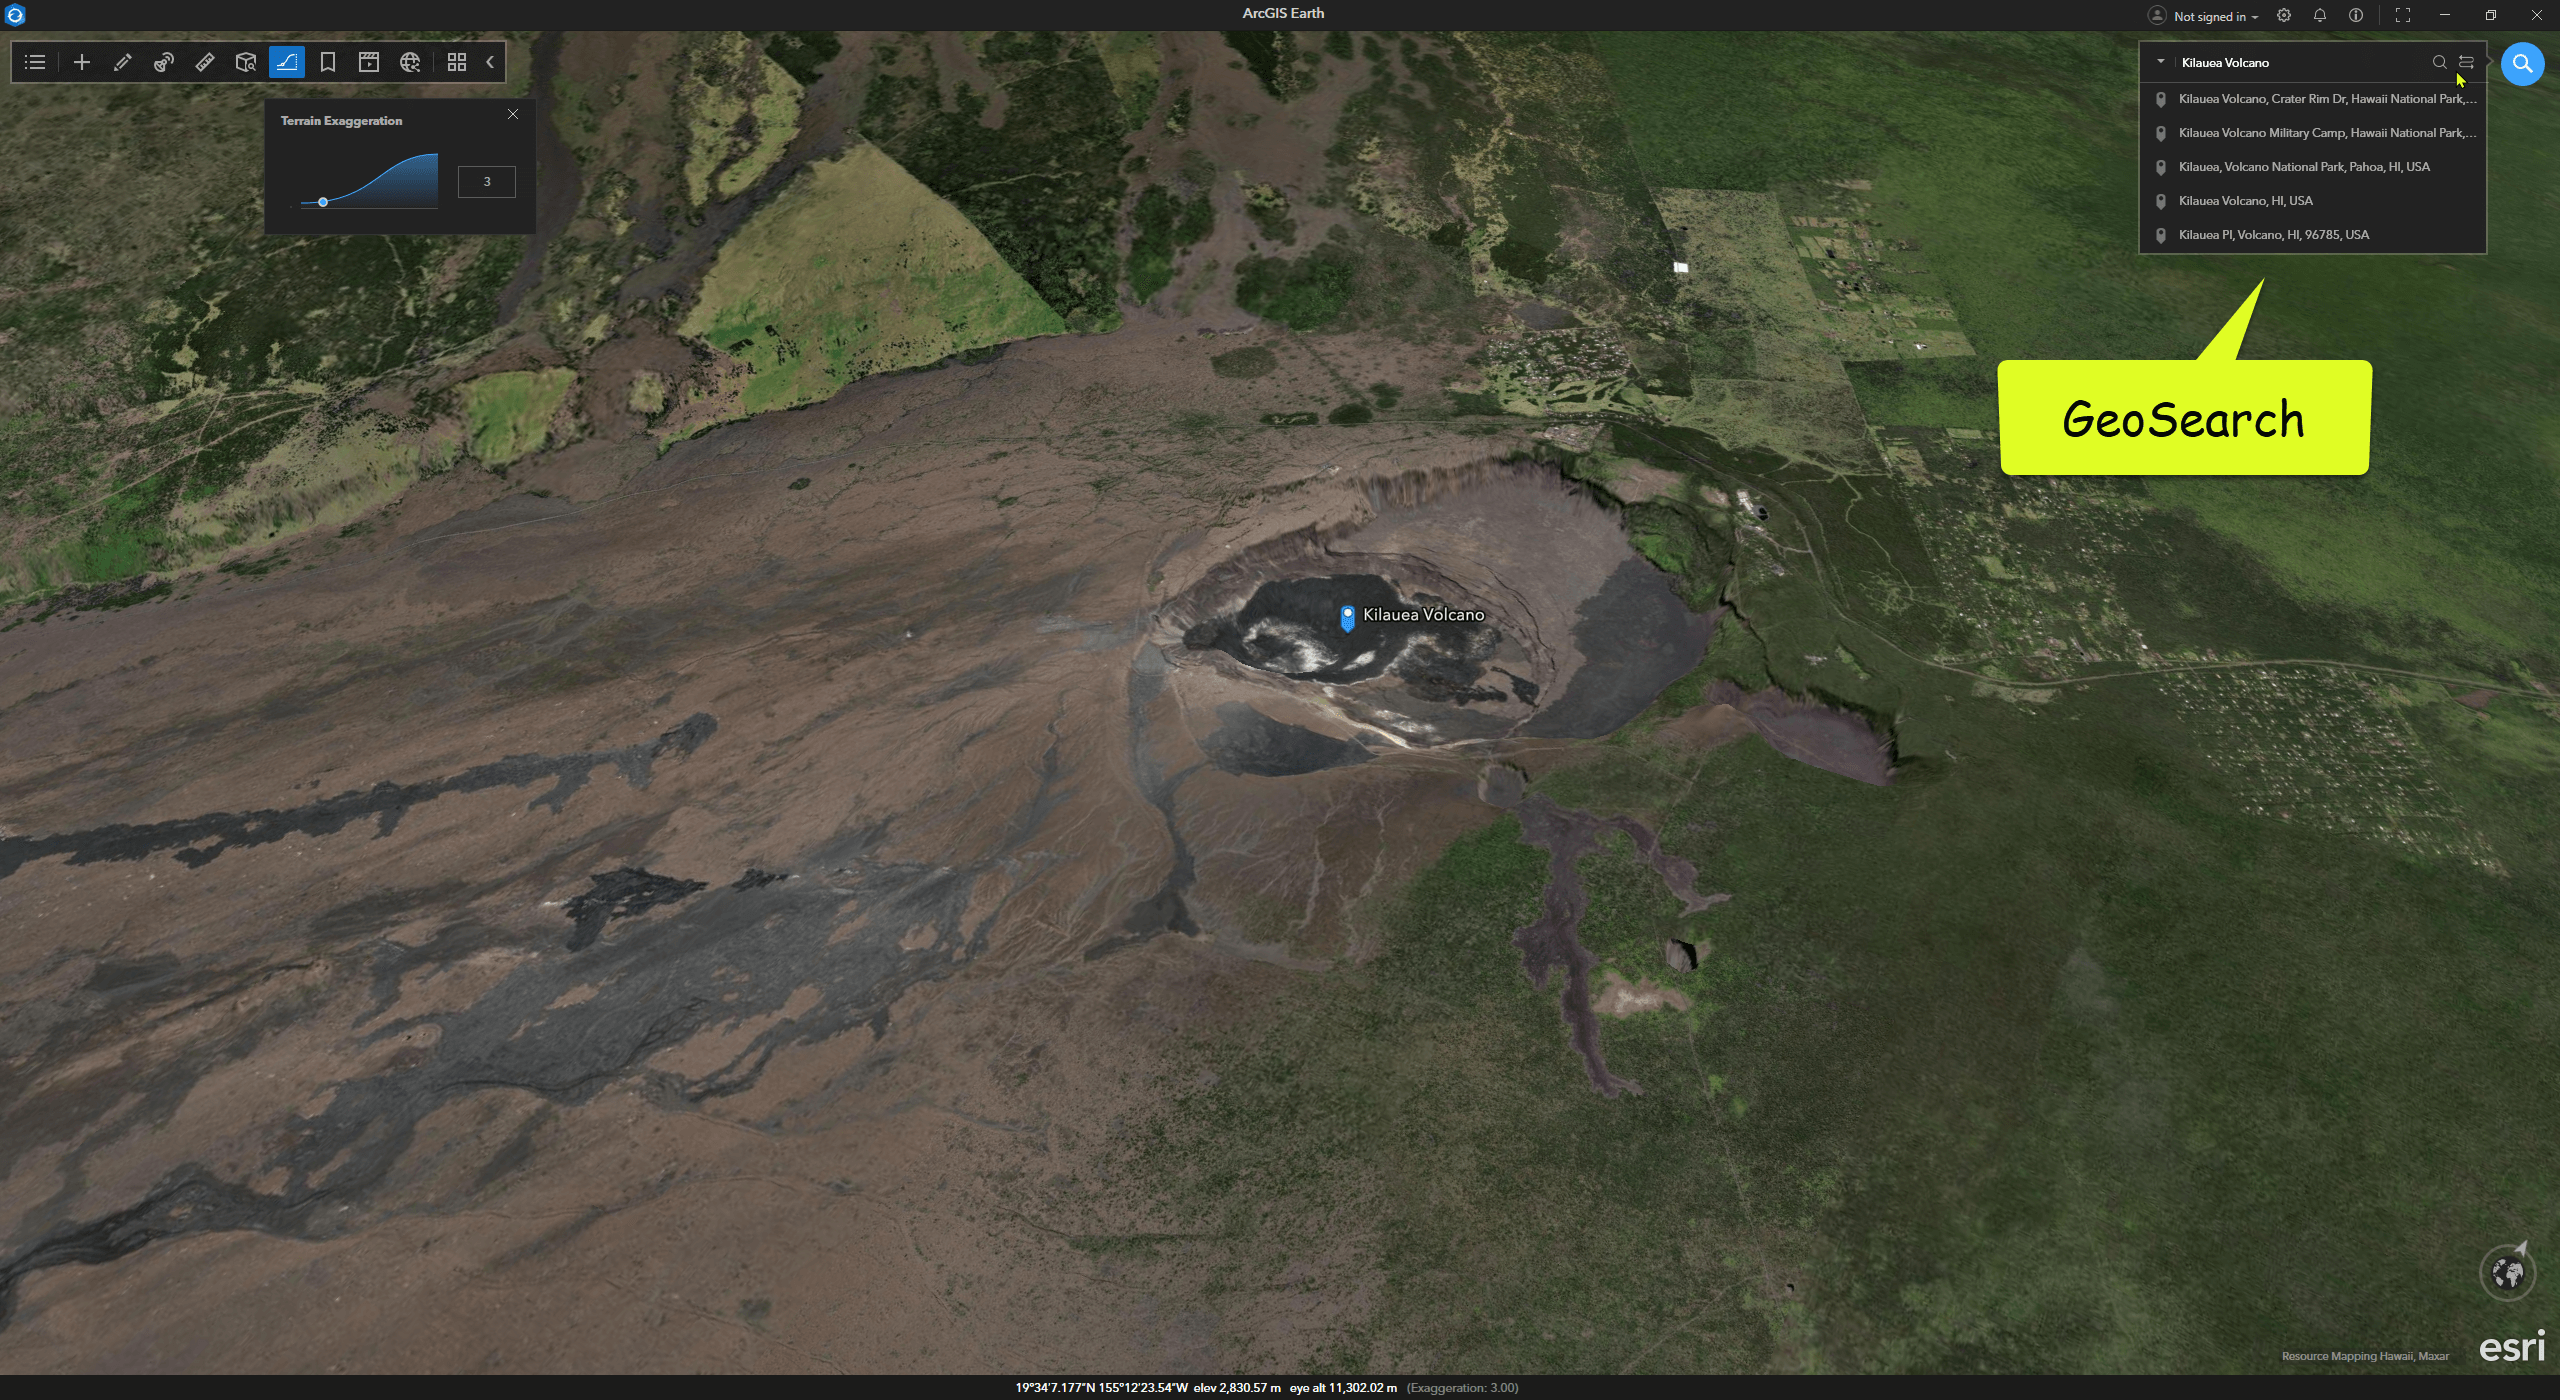 ArcGIS Earth
Not signed in
Kilauea Volcano
Terrain Exaggeration
3
Kilauea Volcano, Crater Rim Dr, Hawaii National Park,...
Kilauea Volcano Military Camp, Hawaii National Park,...
Kilauea, Volcano National Park, Pahoa, HI, USA
Kilauea Volcano, HI, USA
Kilauea Pl, Volcano, HI, 96785, USA
GeoSearch
Kilauea Volcano
esri
Resource Mapping Hawaii, Maxar
19°34'7.177"N 155°12'23.54"W elev 2,830.57 m eye alt 11,302.02 m (Exaggeration: 3.00)